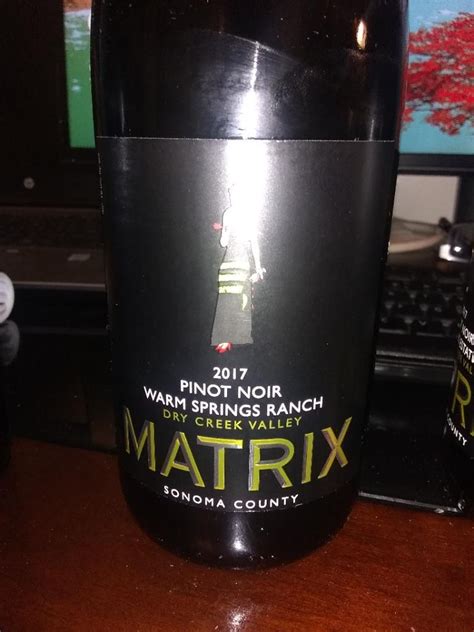 2017
PINOT NOIR
WARM SPRINGS RANCH
DRY CREEK VALLEY
MATRIX
SONOMA COUNTY